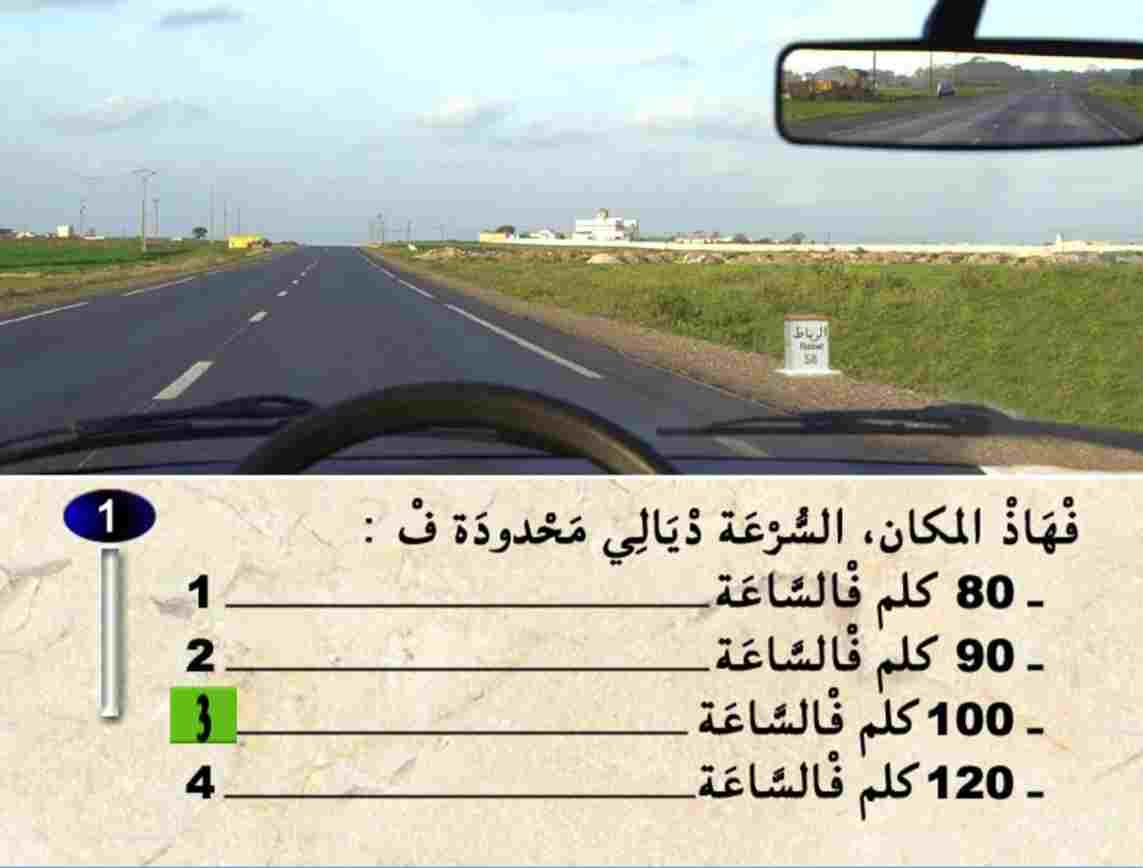 الرباط
Rabat
58
1
فْهَاذْ المكان، السُّرْعَة دْيَالِي مَحْدودَة فْ :
ـ 80 كلم فْالسَّاعَة 1
ـ 90 كلم فْالسَّاعَة 2
ـ 100 كلم فْالسَّاعَة 3
ـ 120 كلم فْالسَّاعَة 4